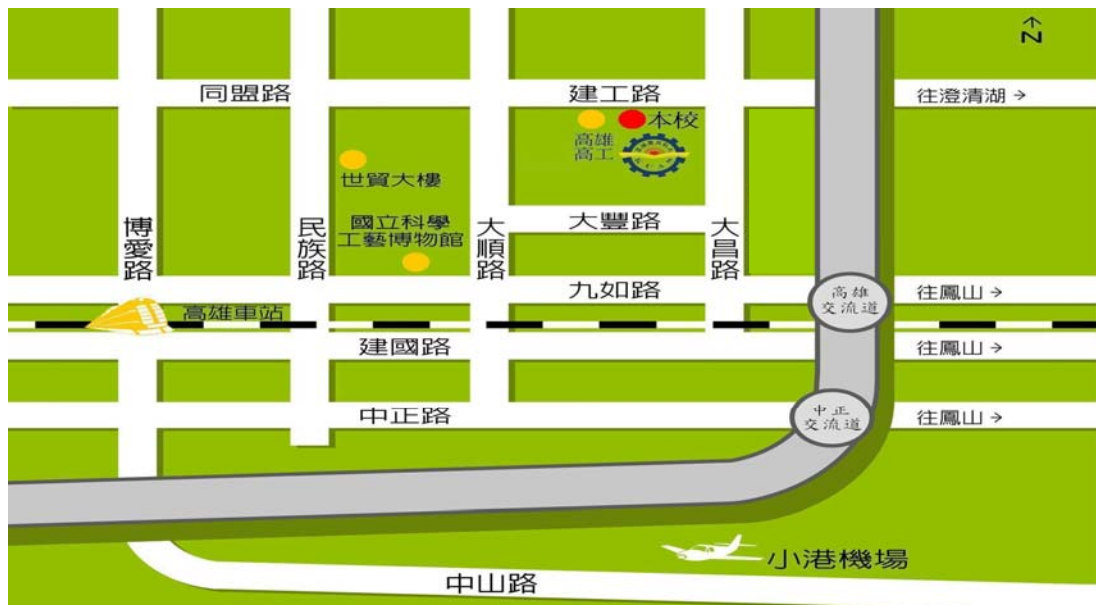 N
同盟路
建工路
往澄清湖→
本校
高雄
高工
世貿大樓
博愛路
民族路
國立科學
工藝博物館
大順路
大豐路
大昌路
九如路
高雄
交流道
往鳳山→
高雄車站
建國路
往鳳山→
中正路
中正
交流道
往鳳山→
小港機場
中山路